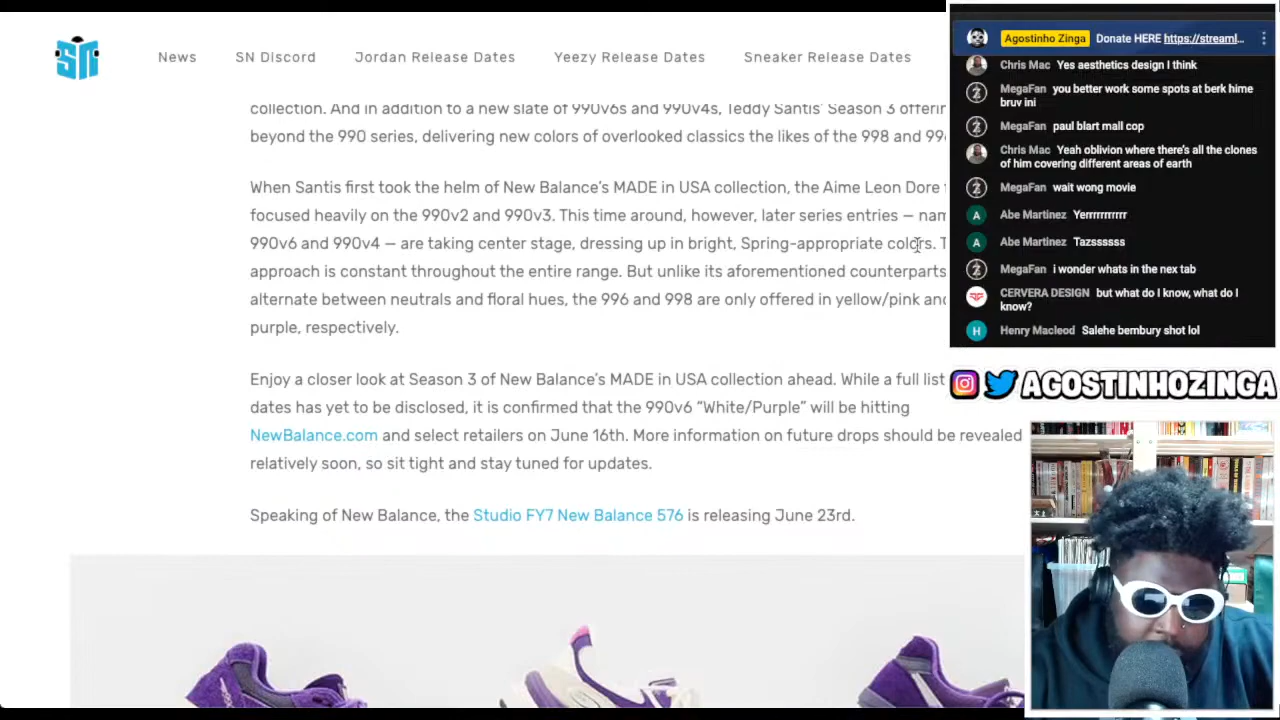 SN
News
SN Discord
Jordan Release Dates
Yeezy Release Dates
Sneaker Release Dates
collection. And in addition to a new slate of 990v6s and 990v4s, Teddy Santis' Season 3
beyond the 990 series, delivering new colors of overlooked classics the likes of the 998 and
When Santis first took the helm of New Balance's MADE in USA collection, the Aime Leon Dore
focused heavily on the 990v2 and 990v3. This time around, however, later series entries —
990v6 and 990v4 — are taking center stage, dressing up in bright, Spring-appropriate colors.
approach is constant throughout the entire range. But unlike its aforementioned counterparts
alternate between neutrals and floral hues, the 996 and 998 are only offered in yellow/pink and
purple, respectively.
Enjoy a closer look at Season 3 of New Balance's MADE in USA collection ahead. While a full list
dates has yet to be disclosed, it is confirmed that the 990v6 "White/Purple" will be hitting
NewBalance.com and select retailers on June 16th. More information on future drops should be revealed
relatively soon, so sit tight and stay tuned for updates.
Speaking of New Balance, the Studio FY7 New Balance 576 is releasing June 23rd.
Agostinho Zinga Donate HERE https://streaml...
Chris Mac Yes aesthetics design I think
MegaFan you better work some spots at berk hime
bruv ini
MegaFan paul blart mall cop
Chris Mac Yeah oblivion where there's all the clones
of him covering different areas of earth
MegaFan wait wong movie
A Abe Martinez Yerrrrrrrrrr
A Abe Martinez Tazsssss
MegaFan i wonder whats in the nex tab
CERVERA DESIGN but what do I know, what do I
know?
H Henry Macleod Salehe bembury shot lol
AGOSTINHOZINGA